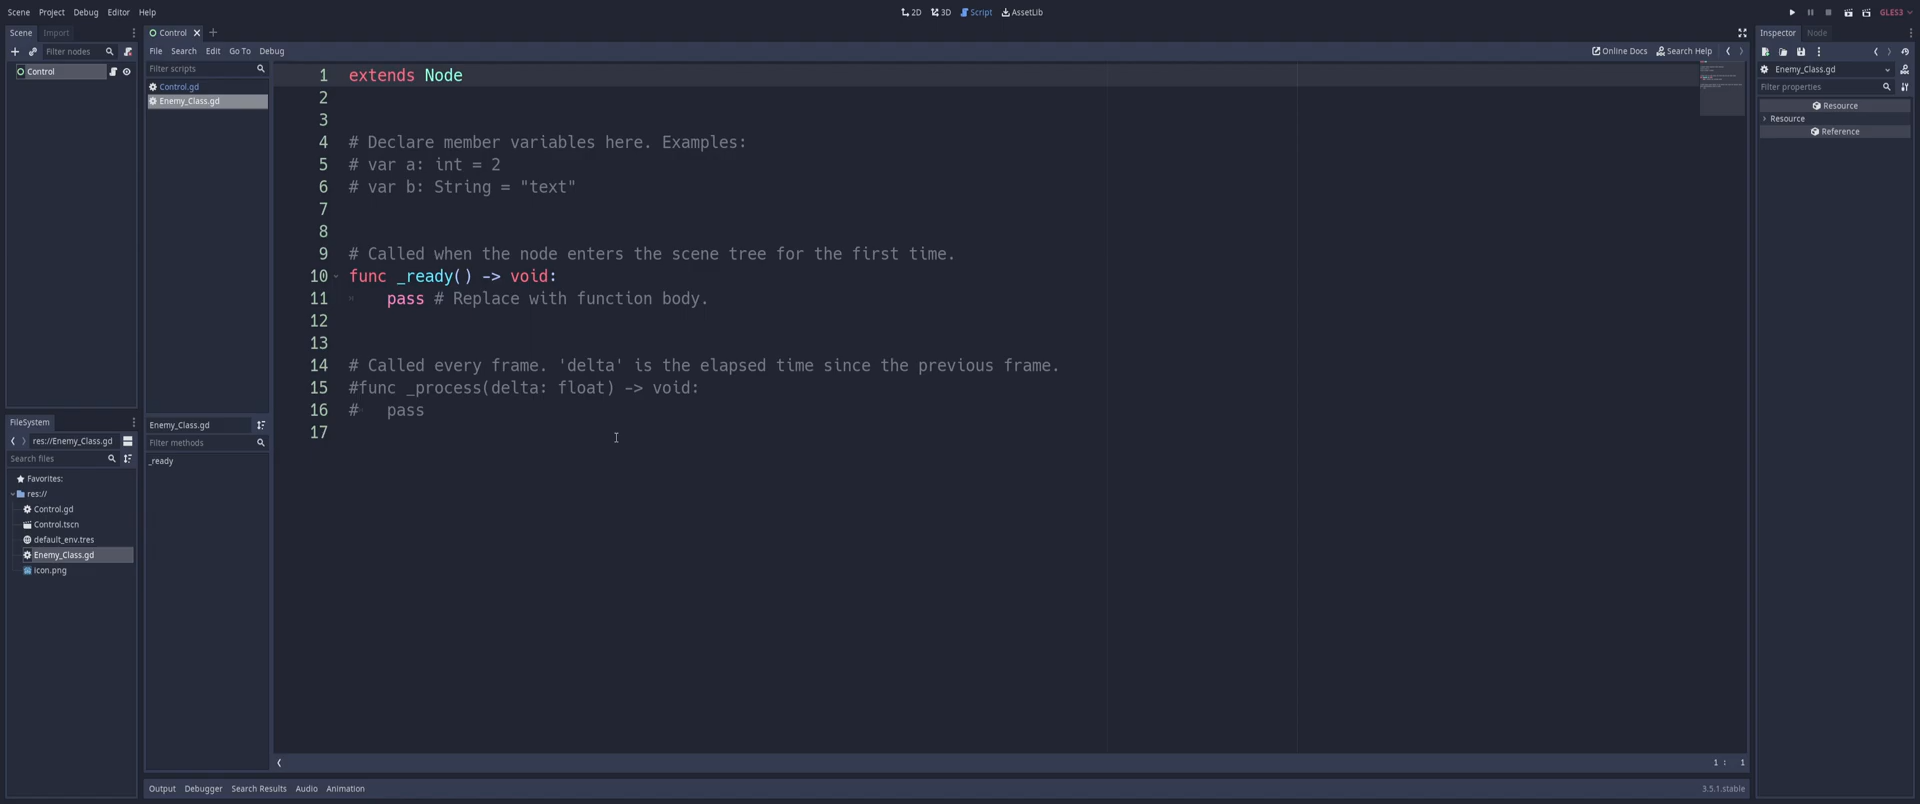 Scene Project Debug Editor Help
2D 3D Script AssetLib
GLES3
Scene Import
Filter nodes
Control
Control
File Search Edit Go To Debug
Online Docs Search Help
Filter scripts
Control.gd
Enemy_Class.gd
1 extends Node
2
3
4 # Declare member variables here. Examples:
5 # var a: int = 2
6 # var b: String = "text"
7
8
9 # Called when the node enters the scene tree for the first time.
10 func _ready() -> void:
11 pass # Replace with function body.
12
13
14 # Called every frame. 'delta' is the elapsed time since the previous frame.
15 #func _process(delta: float) -> void:
16 # pass
17
Enemy_Class.gd
Filter methods
_ready
FileSystem
res://Enemy_Class.gd
Search files
Favorites:
res://
Control.gd
Control.tscn
default_env.tres
Enemy_Class.gd
icon.png
1 : 1
Output Debugger Search Results Audio Animation
3.5.1.stable
Inspector Node
Enemy_Class.gd
Filter properties
Resource
Resource
Reference